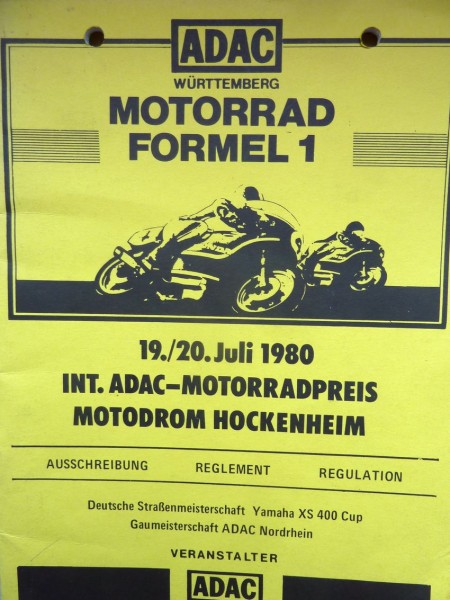 ADAC
WÜRTTEMBERG
MOTORRAD
FORMEL 1
19./20. Juli 1980
INT. ADAC–MOTORRADPREIS
MOTODROM HOCKENHEIM
AUSSCHREIBUNG REGLEMENT REGULATION
Deutsche Straßenmeisterschaft Yamaha XS 400 Cup
Gaumeisterschaft ADAC Nordrhein
VERANSTALTER
ADAC